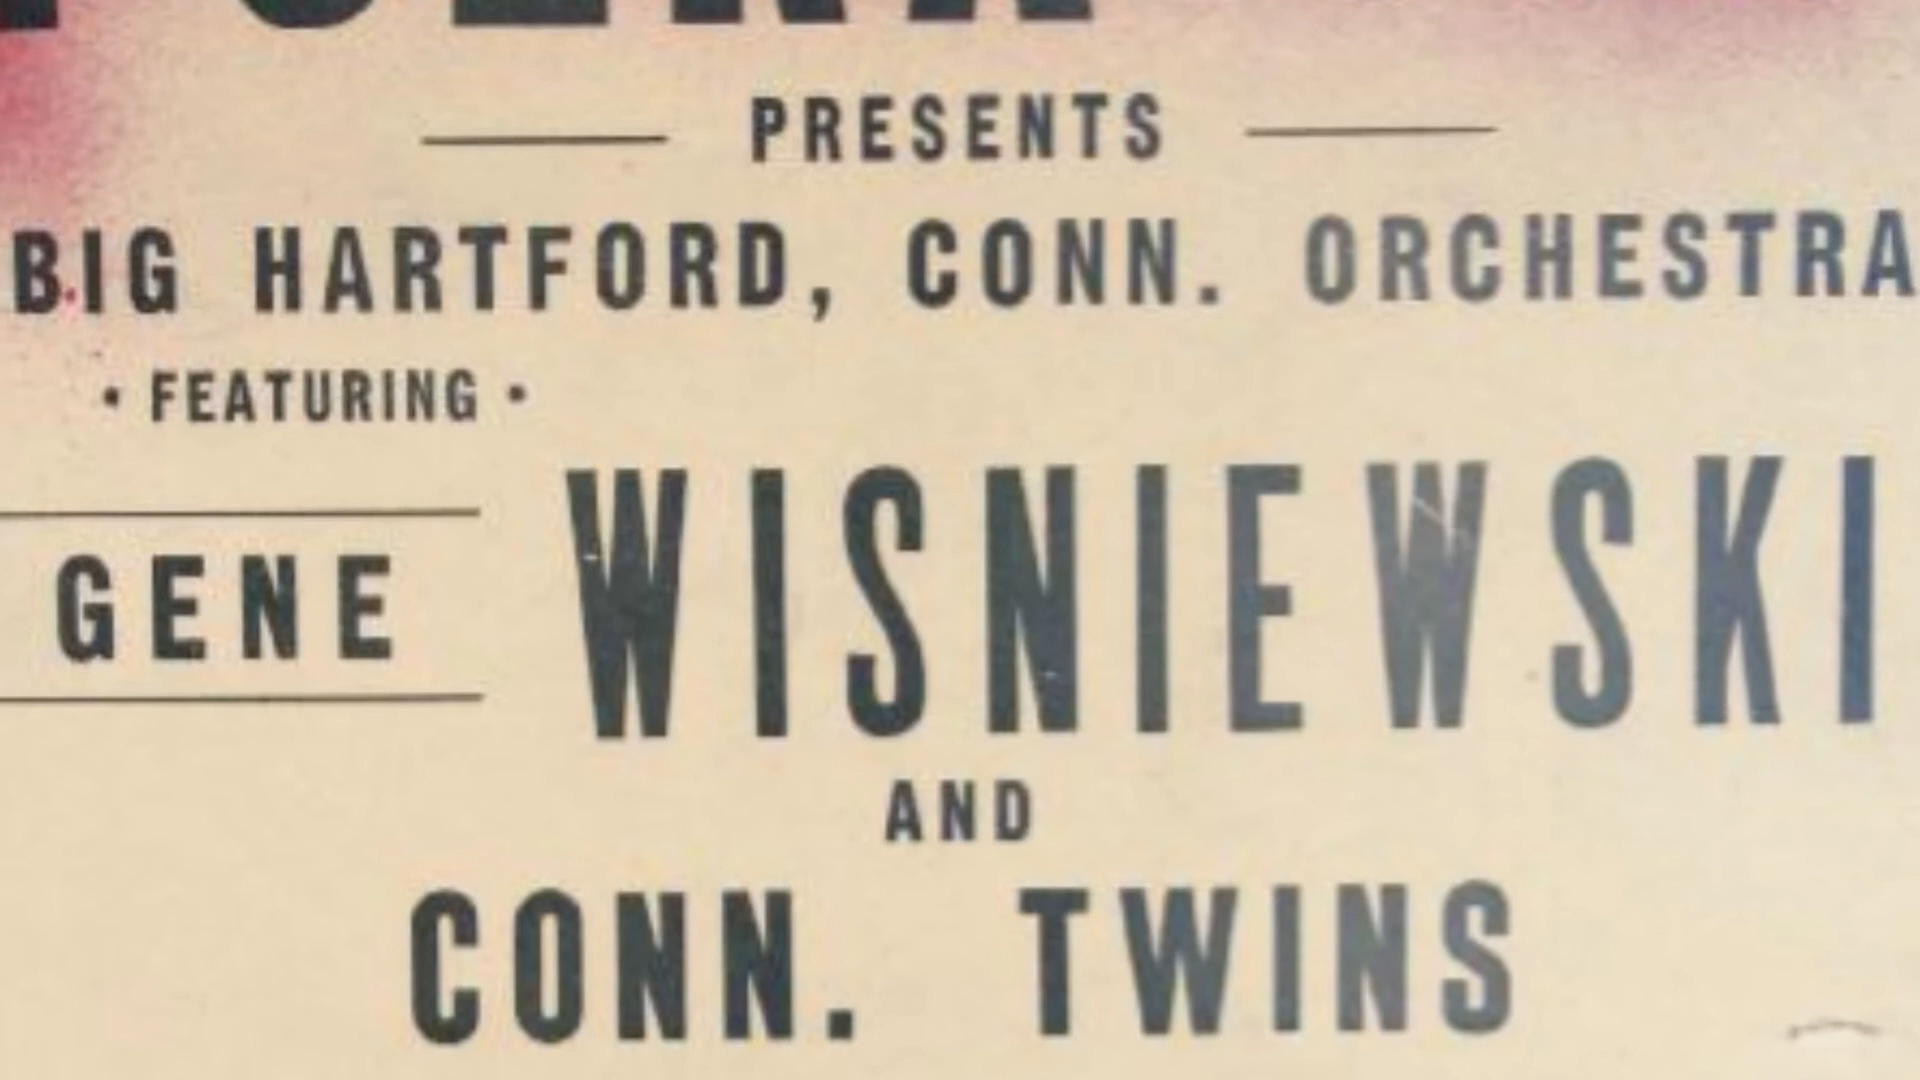 PRESENTS
BIG HARTFORD, CONN. ORCHESTRA
• FEATURING •
GENE WISNIEWSKI
AND
CONN. TWINS